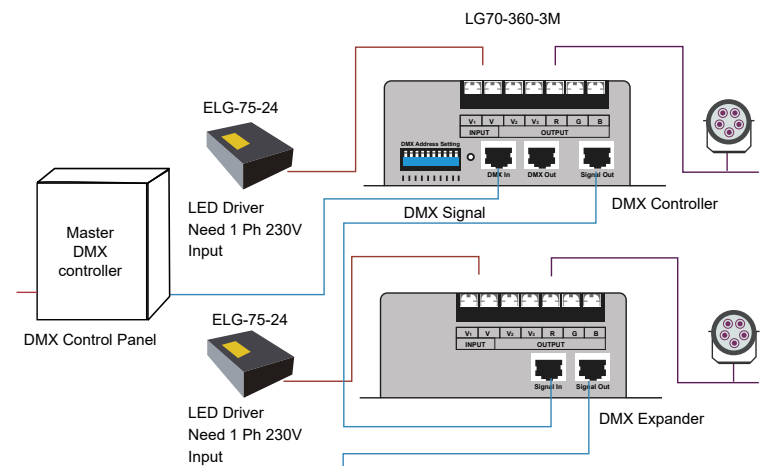 LG70-360-3M
ELG-75-24
V1 V V2 V3 R G B
INPUT OUTPUT
DMX Address Setting
DMX In DMX Out Signal Out
LED Driver
Need 1 Ph 230V
Input
DMX Signal
DMX Controller
Master
DMX
controller
DMX Control Panel
ELG-75-24
V1 V V2 V3 R G B
INPUT OUTPUT
Signal In Signal Out
LED Driver
Need 1 Ph 230V
Input
DMX Expander